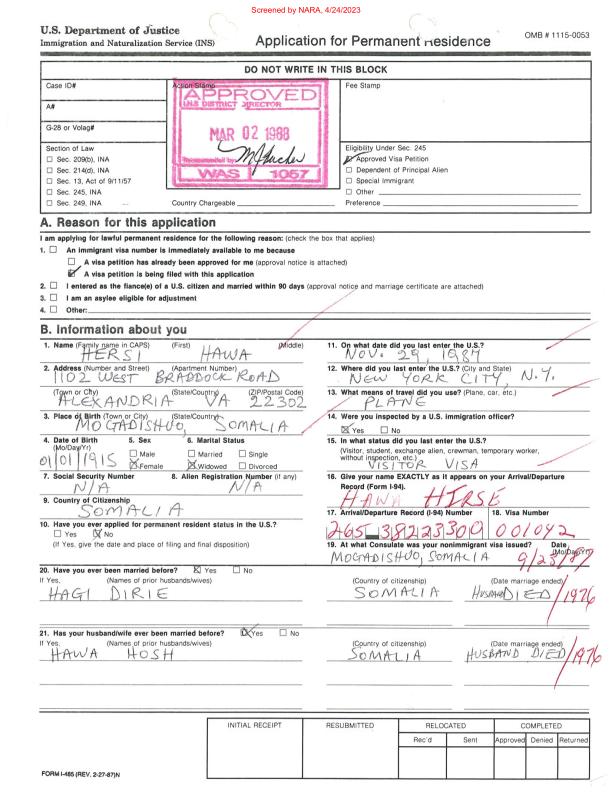 Screened by NARA, 4/24/2023
U.S. Department of Justice
Immigration and Naturalization Service (INS)
Application for Permanent Residence
OMB # 1115-0053
DO NOT WRITE IN THIS BLOCK
Case ID#
A#
G-28 or Volag#
Section of Law
☐ Sec. 209(b), INA
☐ Sec. 214(d), INA
☐ Sec. 13, Act of 9/11/57
☐ Sec. 245, INA
☐ Sec. 249, INA
Action Stamp
APPROVED
INS DISTRICT DIRECTOR
MAR 02 1988
WAS 1057
Country Chargeable
Fee Stamp
Eligibility Under Sec. 245
☑ Approved Visa Petition
☐ Dependent of Principal Alien
☐ Special Immigrant
☐ Other
Preference
A. Reason for this application
I am applying for lawful permanent residence for the following reason: (check the box that applies)
1. ☐ An immigrant visa number is immediately available to me because
☐ A visa petition has already been approved for me (approval notice is attached)
☑ A visa petition is being filed with this application
2. ☐ I entered as the fiance(e) of a U.S. citizen and married within 90 days (approval notice and marriage certificate are attached)
3. ☐ I am an asylee eligible for adjustment
4. ☐ Other:
B. Information about you
1. Name (Family name in CAPS) (First) (Middle)
HERSI HAWA
2. Address (Number and Street) (Apartment Number)
1102 WEST BRADDOCK ROAD
(Town or City) (State/Country) (ZIP/Postal Code)
ALEXANDRIA VA 22302
3. Place of Birth (Town or City) (State/Country)
MOGADISHUO, SOMALIA
4. Date of Birth (Mo/Day/Yr) 5. Sex 6. Marital Status
01/01/1915
☐ Male ☐ Married ☐ Single
☒ Female ☒ Widowed ☐ Divorced
7. Social Security Number 8. Alien Registration Number (if any)
N/A N/A
9. Country of Citizenship
SOMALIA
10. Have you ever applied for permanent resident status in the U.S.?
☐ Yes ☒ No
(If Yes, give the date and place of filing and final disposition)
11. On what date did you last enter the U.S.?
NOV. 29, 1987
12. Where did you last enter the U.S.? (City and State)
NEW YORK CITY, N.Y.
13. What means of travel did you use? (Plane, car, etc.)
PLANE
14. Were you inspected by a U.S. immigration officer?
☒ Yes ☐ No
15. In what status did you last enter the U.S.?
(Visitor, student, exchange alien, crewman, temporary worker,
without inspection, etc.)
VISITOR VISA
16. Give your name EXACTLY as it appears on your Arrival/Departure
Record (Form I-94).
HAWA HIRSE
17. Arrival/Departure Record (I-94) Number 18. Visa Number
265 38223309 001042
19. At what Consulate was your nonimmigrant visa issued? Date (Mo/Day/Yr)
MOGADISHUO, SOMALIA 9/23/87
20. Have you ever been married before? ☒ Yes ☐ No
If Yes, (Names of prior husbands/wives) (Country of citizenship) (Date marriage ended)
HAGI DIRIE SOMALIA HUSBAND DIED/1976
21. Has your husband/wife ever been married before? ☒ Yes ☐ No
If Yes, (Names of prior husbands/wives) (Country of citizenship) (Date marriage ended)
HAWA HOSH SOMALIA HUSBAND DIED/1976
INITIAL RECEIPT RESUBMITTED RELOCATED COMPLETED
Rec'd Sent Approved Denied Returned
FORM I-485 (REV. 2-27-87)N